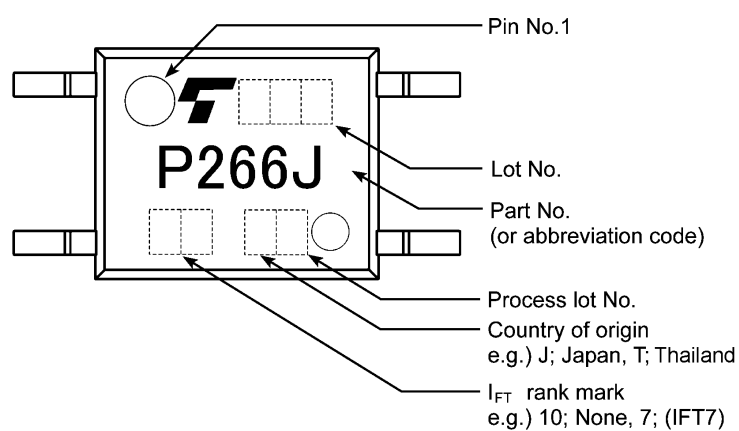 Pin No.1
P266J
Lot No.
Part No.
(or abbreviation code)
Process lot No.
Country of origin
e.g.) J; Japan, T; Thailand
IFT rank mark
e.g.) 10; None, 7; (IFT7)